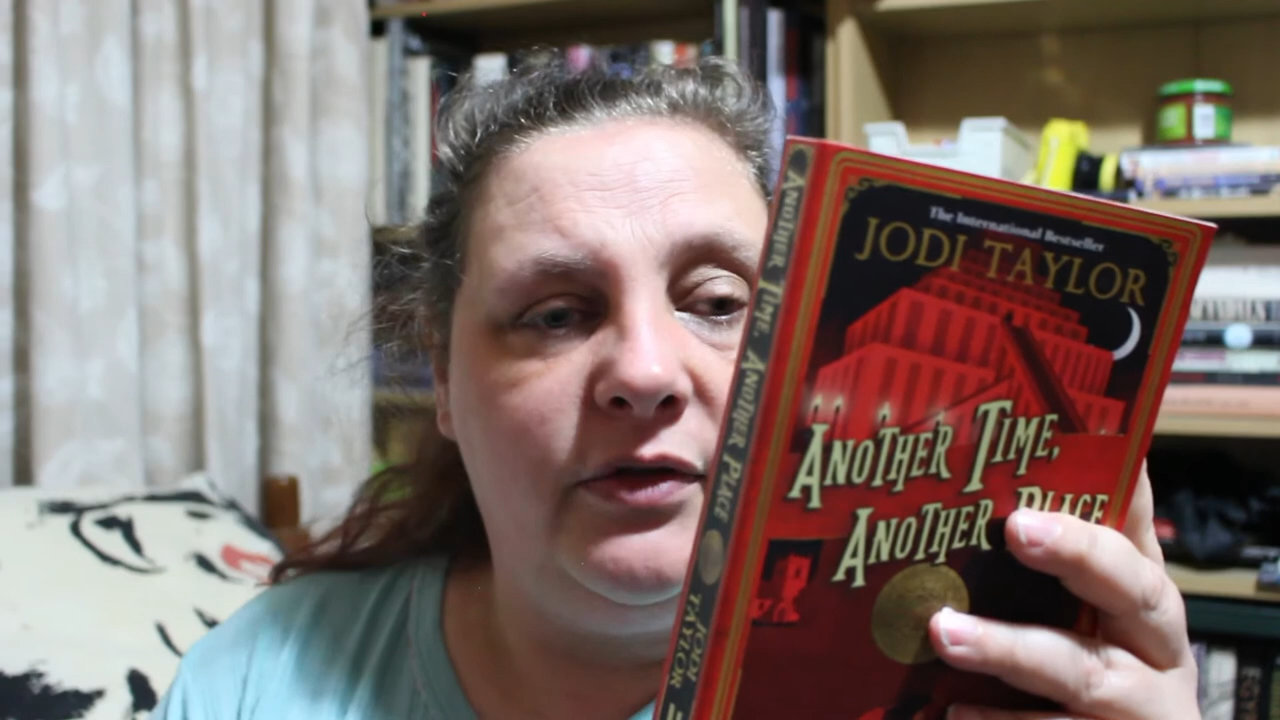 The International Bestseller
JODI TAYLOR
ANOTHER TIME,
ANOTHER PLACE
ANOTHER TIME, ANOTHER PLACE
JODI
TAYLOR